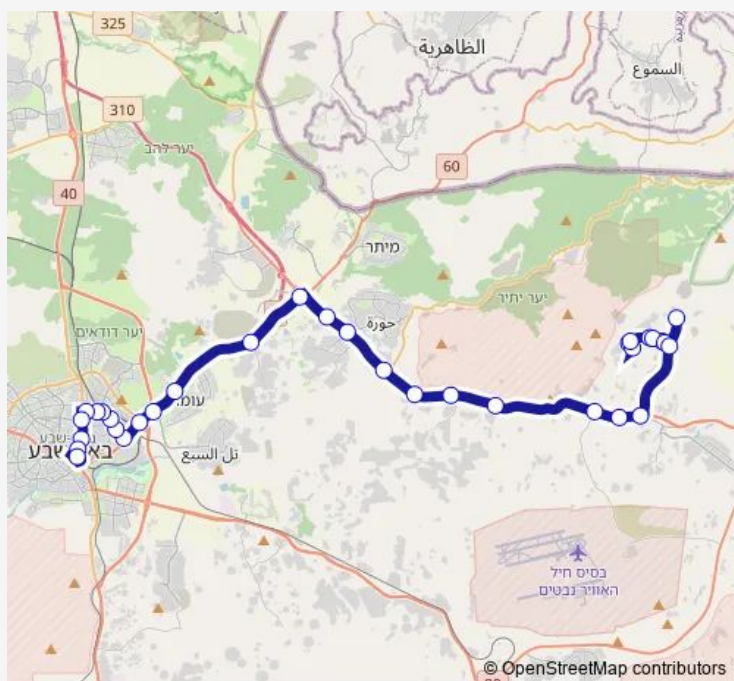 325
الظاهرية
السموع
310
יער להב
60
40
מיתר
יער יתיר
חורה
יער דודאים
עומר
באר שבע
תל השבע
בסיס חיל
האוויר נבטים
© OpenStreetMap contributors